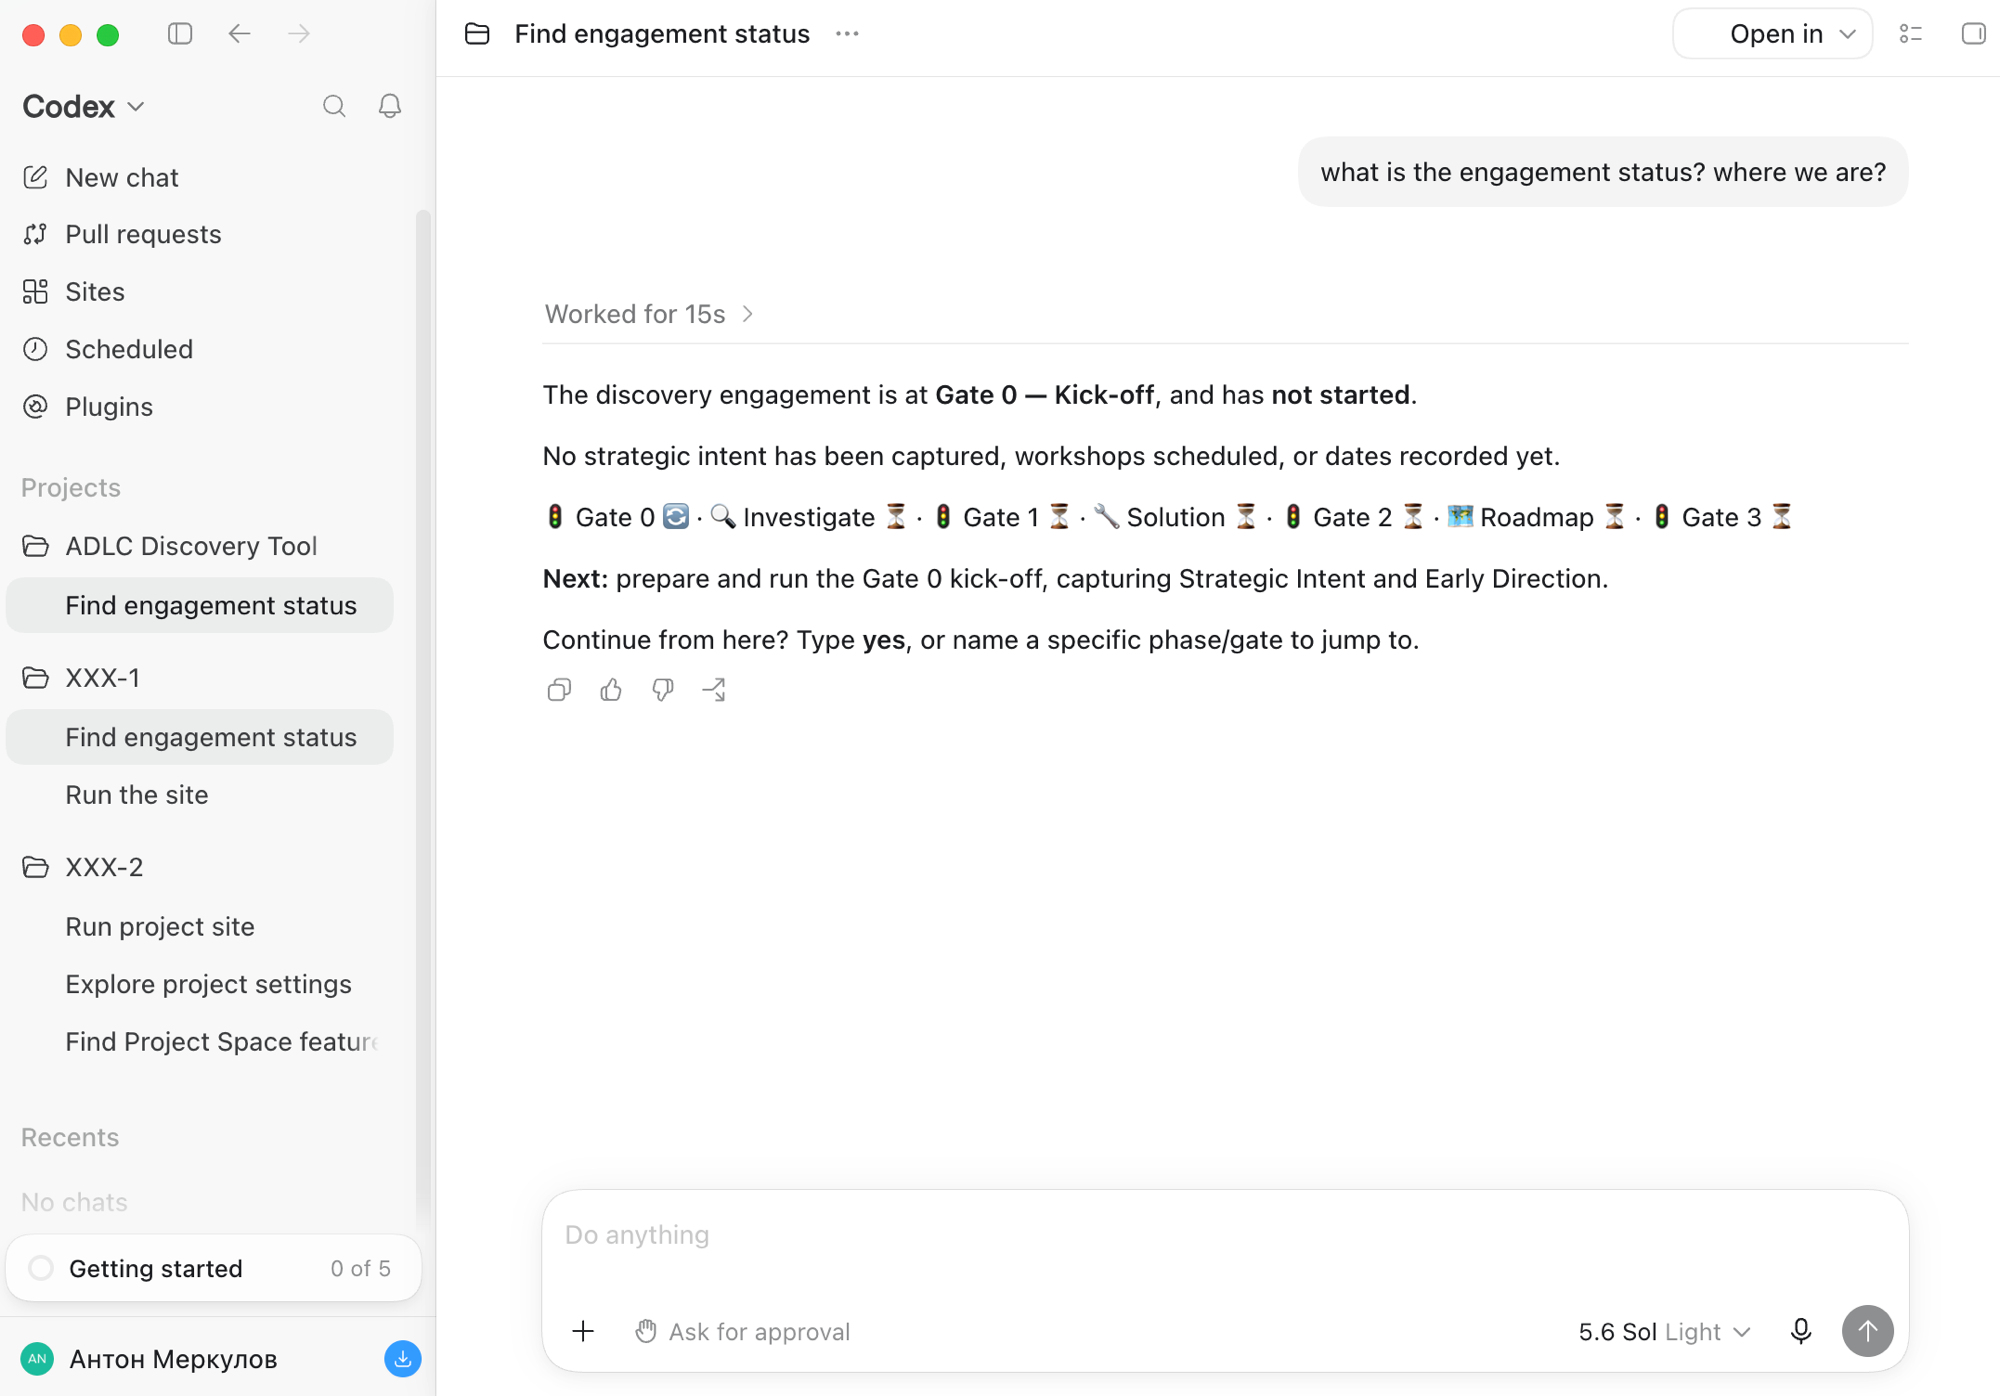 Find engagement status
Open in
Codex
New chat
Pull requests
Sites
Scheduled
Plugins
Projects
ADLC Discovery Tool
Find engagement status
XXX-1
Find engagement status
Run the site
XXX-2
Run project site
Explore project settings
Find Project Space feature
Recents
No chats
Getting started 0 of 5
AN Антон Меркулов
what is the engagement status? where we are?
Worked for 15s
The discovery engagement is at Gate 0 — Kick-off, and has not started.
No strategic intent has been captured, workshops scheduled, or dates recorded yet.
🚦 Gate 0 🔄 · 🔍 Investigate ⏳ · 🚦 Gate 1 ⏳ · 🔧 Solution ⏳ · 🚦 Gate 2 ⏳ · 🗺️ Roadmap ⏳ · 🚦 Gate 3 ⏳
Next: prepare and run the Gate 0 kick-off, capturing Strategic Intent and Early Direction.
Continue from here? Type yes, or name a specific phase/gate to jump to.
Do anything
Ask for approval
5.6 Sol Light